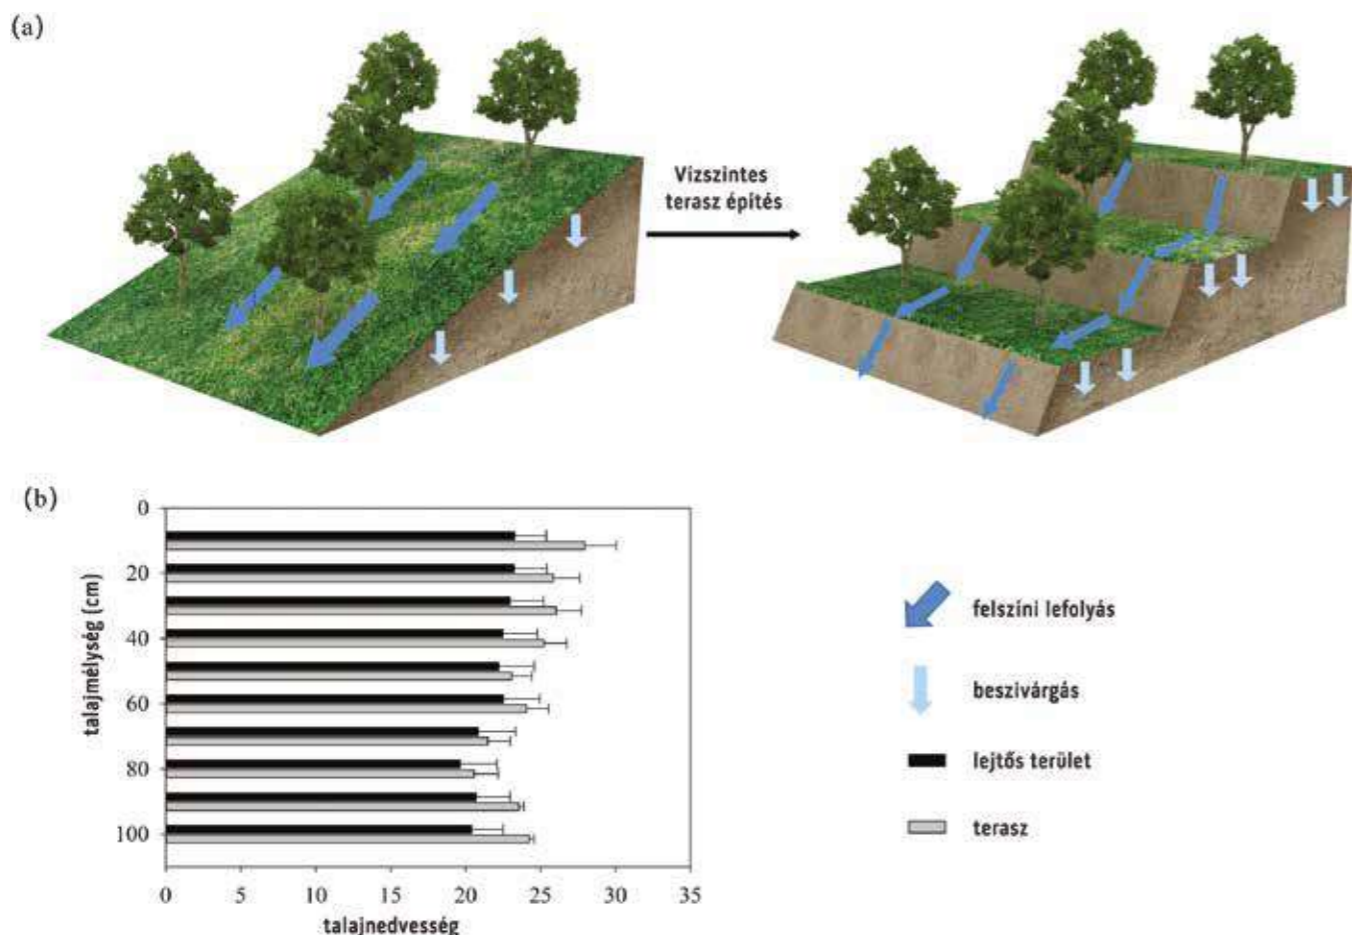 (a)
Vízszintes
terasz építés
(b)
0
20
40
60
80
100
talajmélység (cm)
0 5 10 15 20 25 30 35
talajnedvesség
felszíni lefolyás
beszivárgás
lejtős terület
terasz